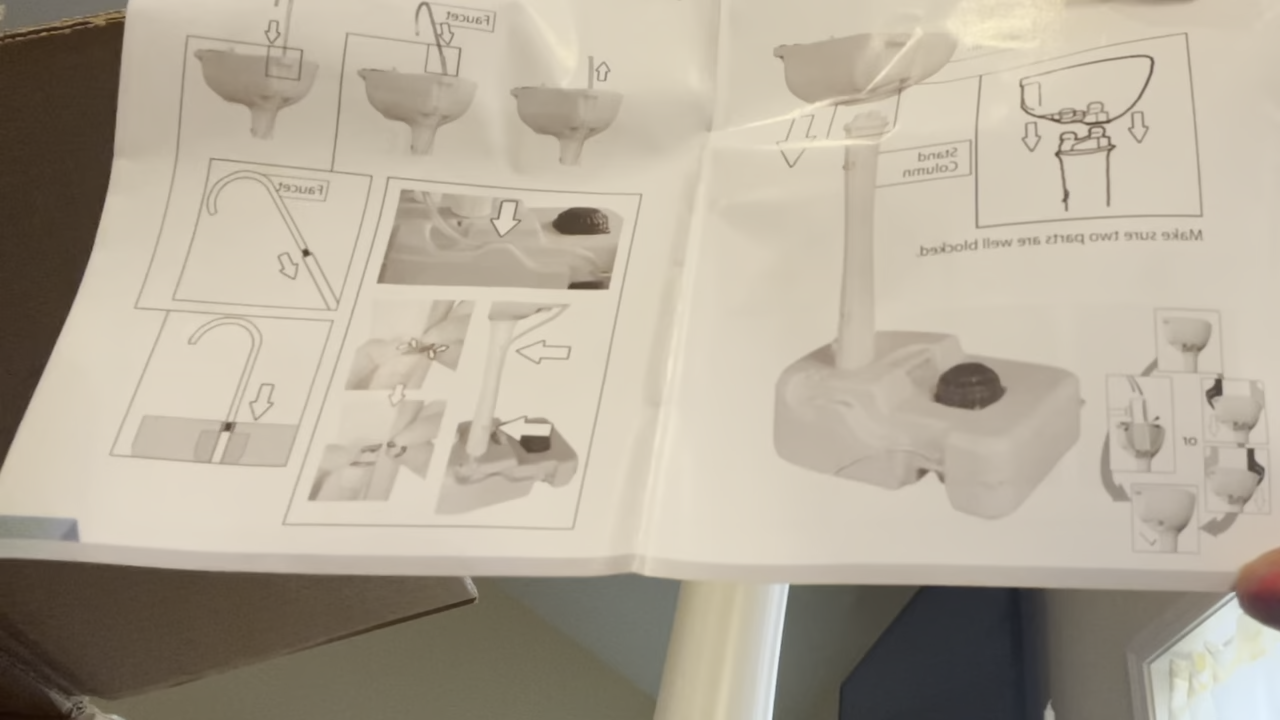 Faucet
Faucet
Stand
Column
Make sure two parts are well blocked.
or